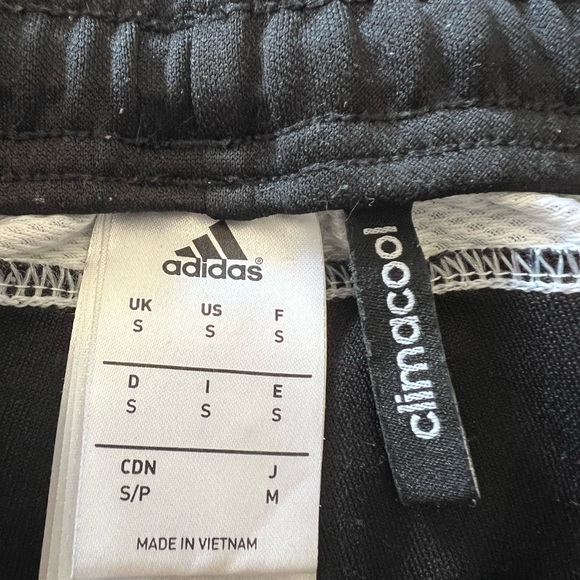 adidas®
UK US F
S S S
D I E
S S S
CDN J
S/P M
MADE IN VIETNAM
climacool